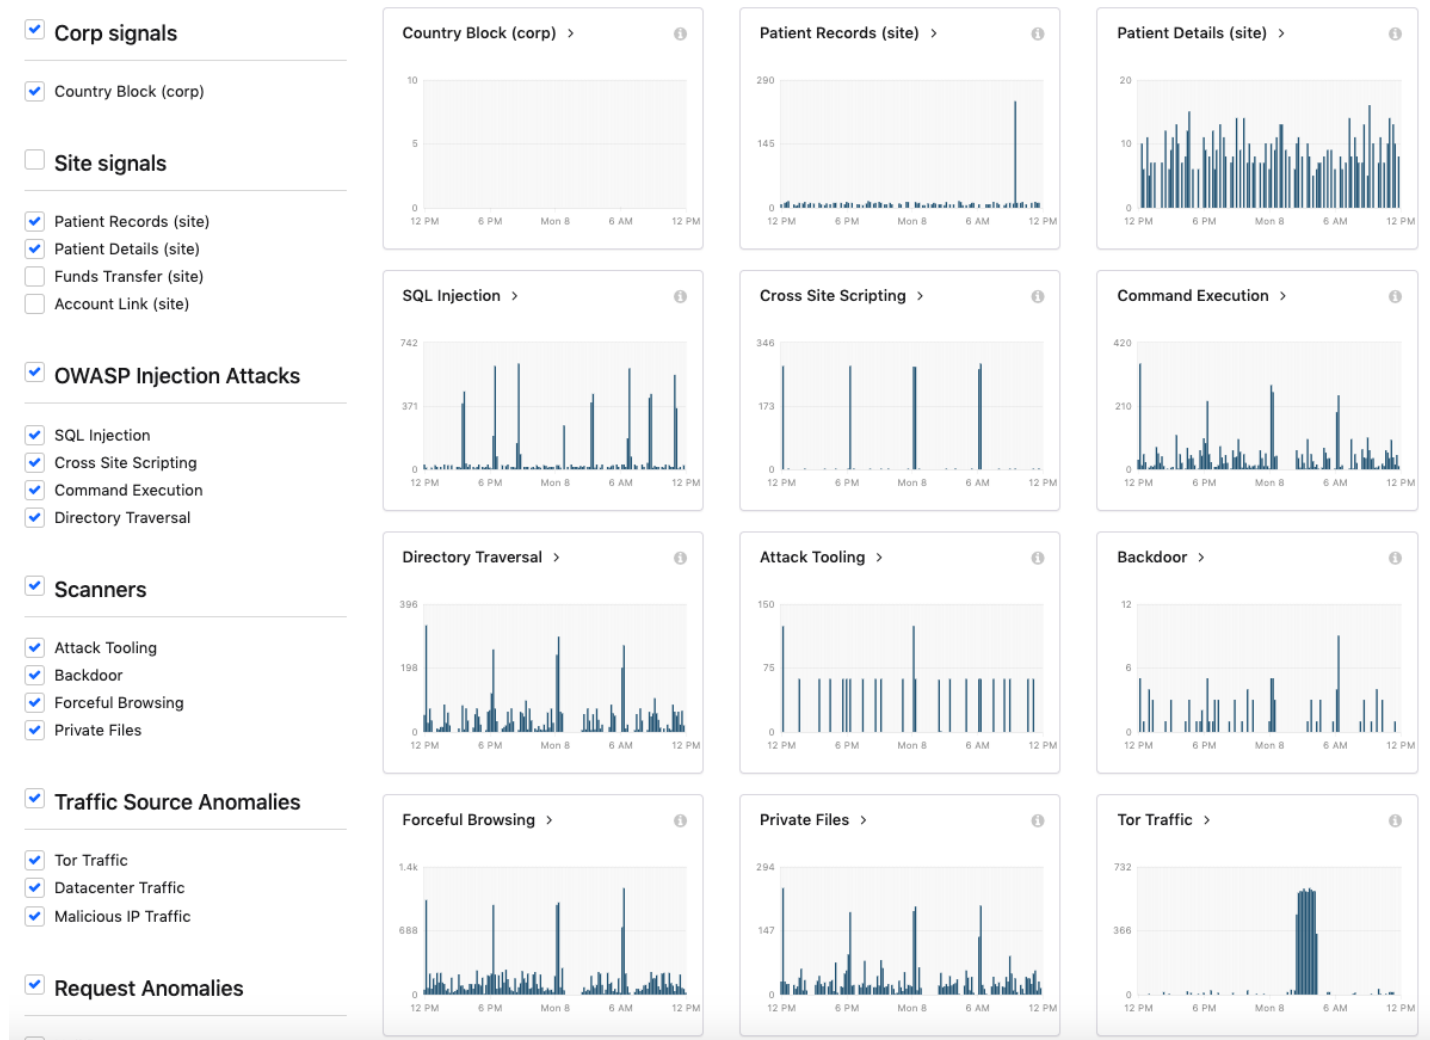 Corp signals
Country Block (corp)
Site signals
Patient Records (site)
Patient Details (site)
Funds Transfer (site)
Account Link (site)
OWASP Injection Attacks
SQL Injection
Cross Site Scripting
Command Execution
Directory Traversal
Scanners
Attack Tooling
Backdoor
Forceful Browsing
Private Files
Traffic Source Anomalies
Tor Traffic
Datacenter Traffic
Malicious IP Traffic
Request Anomalies
Country Block (corp) >
10
5
0
12 PM 6 PM Mon 8 6 AM 12 PM
Patient Records (site) >
290
145
0
12 PM 6 PM Mon 8 6 AM 12 PM
Patient Details (site) >
20
10
0
12 PM 6 PM Mon 8 6 AM 12 PM
SQL Injection >
742
371
0
12 PM 6 PM Mon 8 6 AM 12 PM
Cross Site Scripting >
346
173
0
12 PM 6 PM Mon 8 6 AM 12 PM
Command Execution >
420
210
0
12 PM 6 PM Mon 8 6 AM 12 PM
Directory Traversal >
396
198
0
12 PM 6 PM Mon 8 6 AM 12 PM
Attack Tooling >
150
75
0
12 PM 6 PM Mon 8 6 AM 12 PM
Backdoor >
12
6
0
12 PM 6 PM Mon 8 6 AM 12 PM
Forceful Browsing >
1.4k
688
0
12 PM 6 PM Mon 8 6 AM 12 PM
Private Files >
294
147
0
12 PM 6 PM Mon 8 6 AM 12 PM
Tor Traffic >
732
366
0
12 PM 6 PM Mon 8 6 AM 12 PM